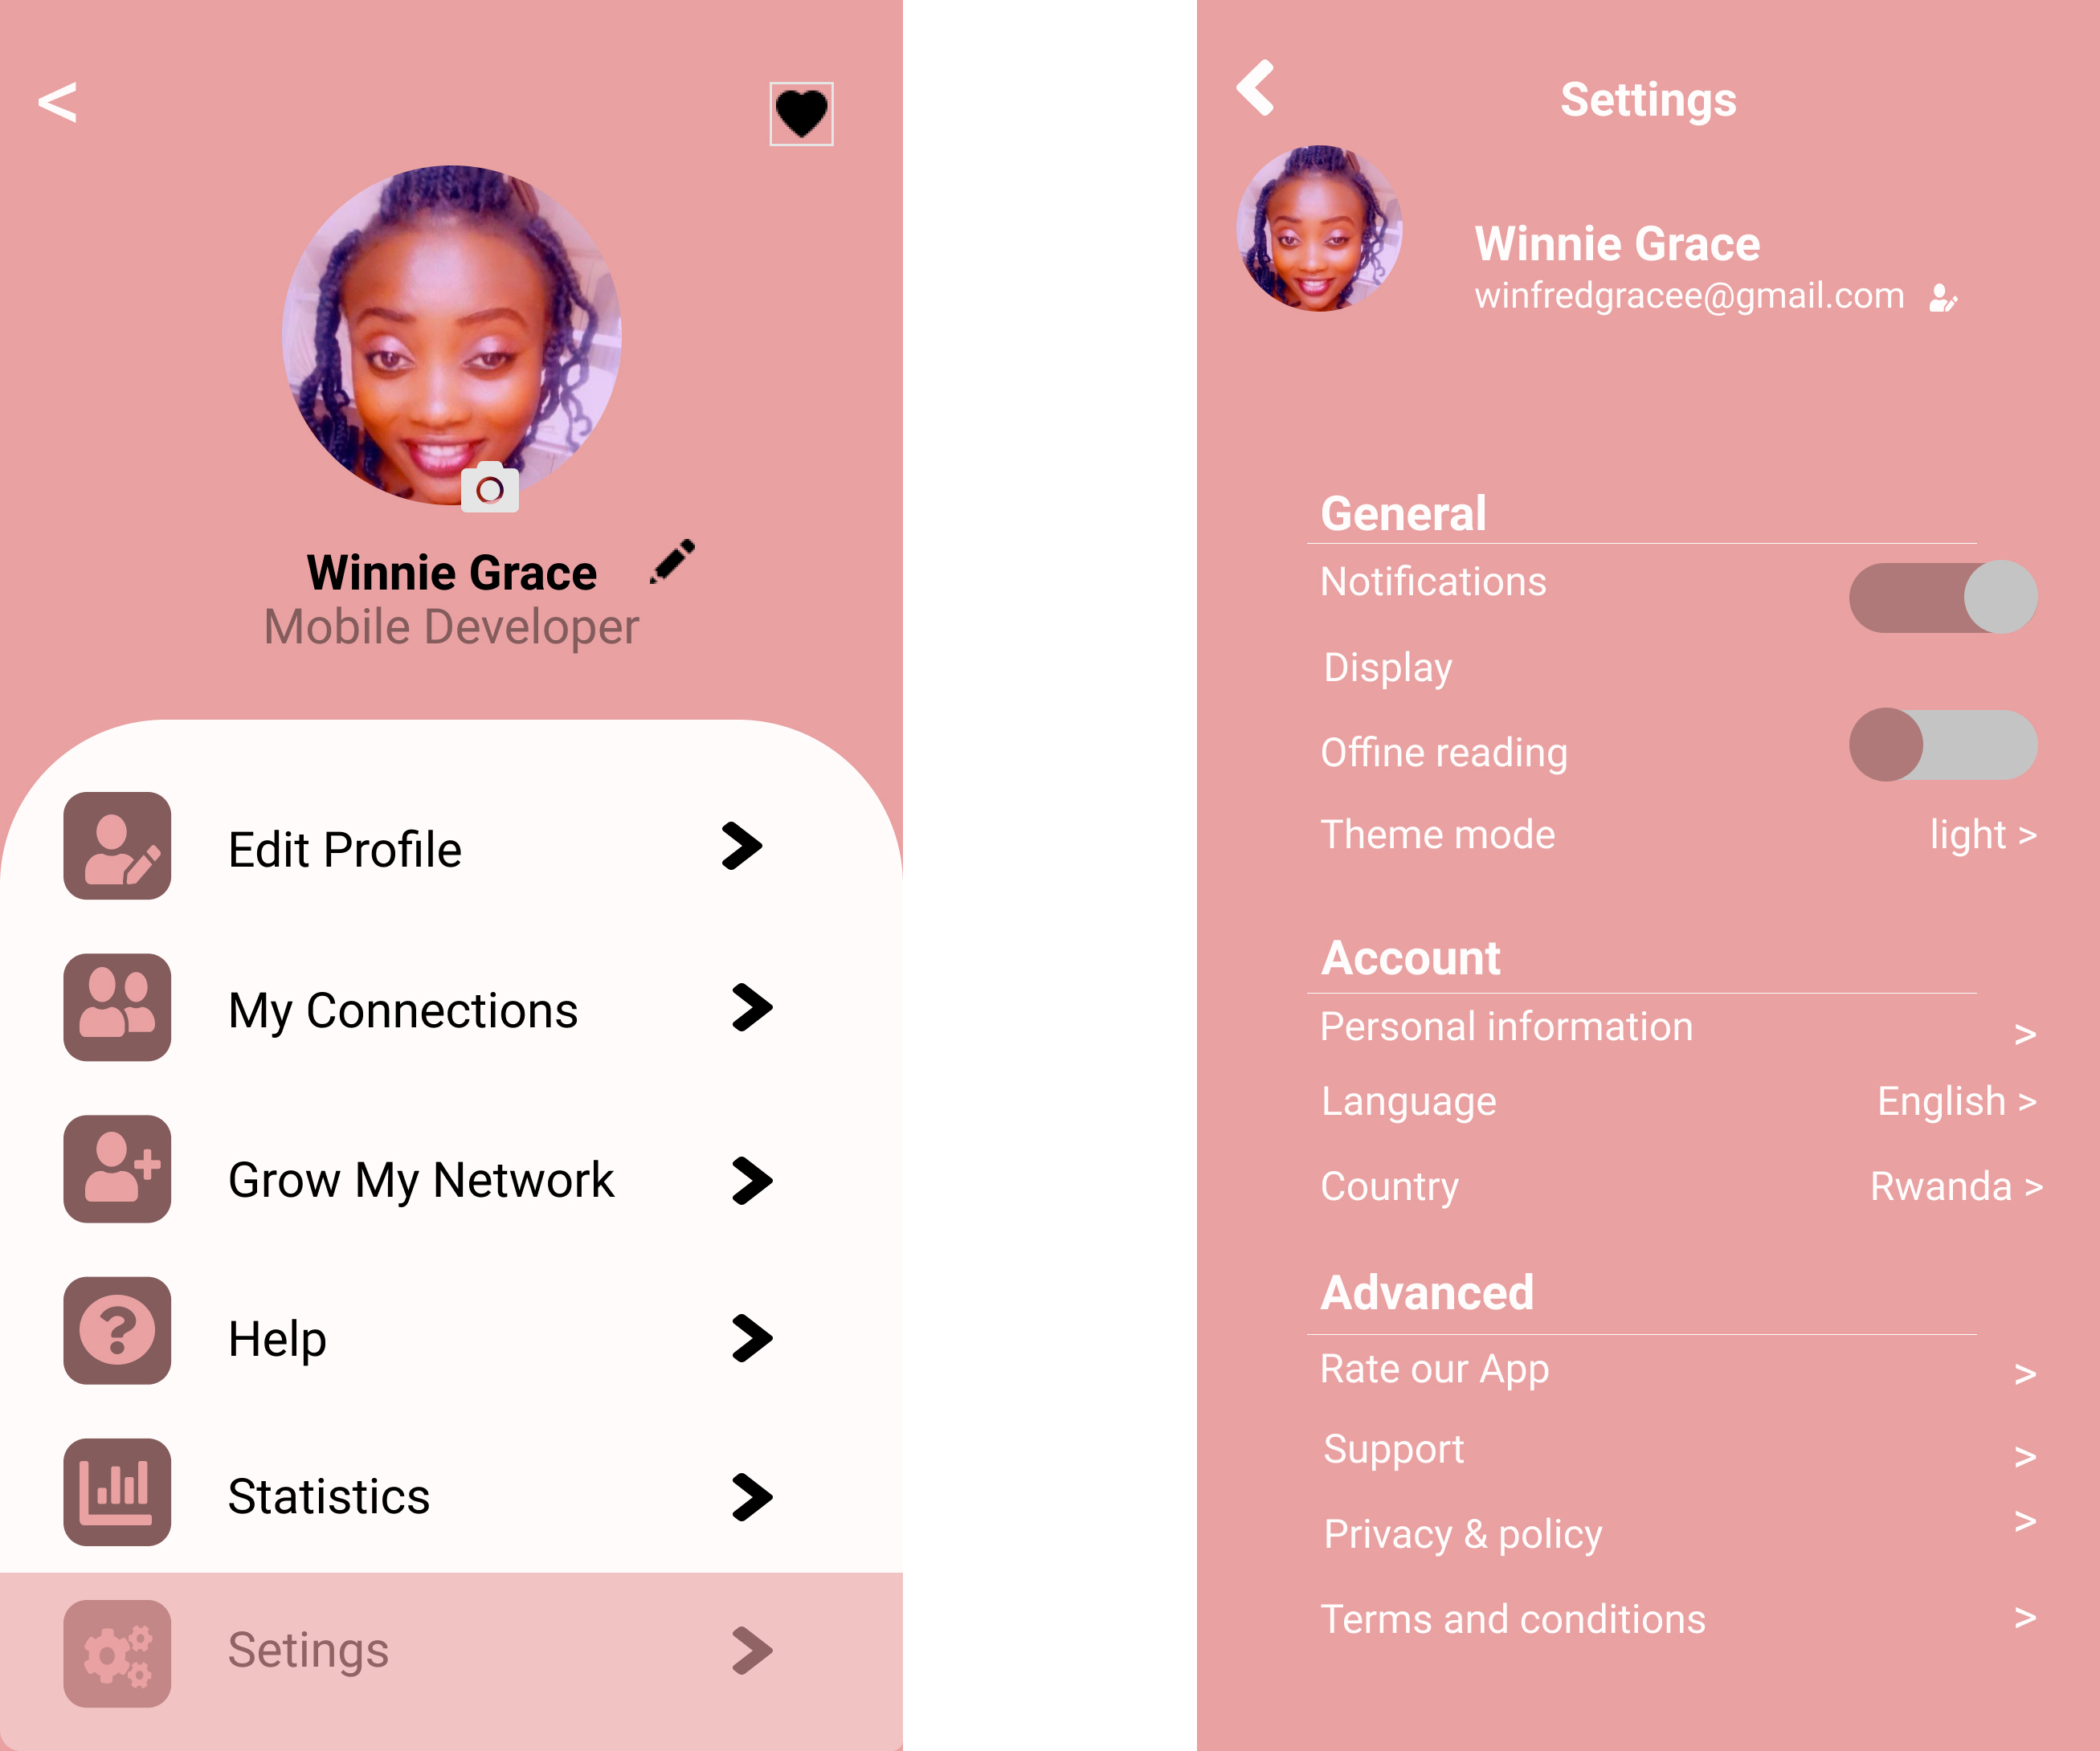 <
Winnie Grace
Mobile Developer
Edit Profile
My Connections
Grow My Network
?
Help
Statistics
Setings
Settings
Winnie Grace
winfredgracee@gmail.com
General
Notifications
Display
Offine reading
Theme mode light >
Account
Personal information >
Language English >
Country Rwanda >
Advanced
Rate our App >
Support >
Privacy & policy >
Terms and conditions >